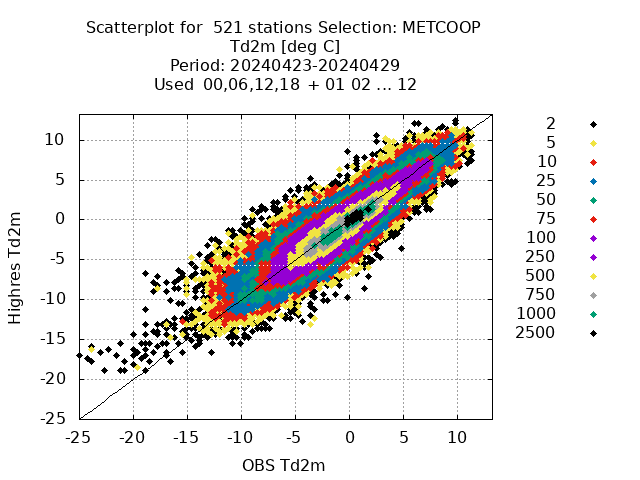 Scatterplot for  521 stations Selection: METCOOP
Td2m [deg C]
Period: 20240423-20240429
Used  00,06,12,18  + 01 02 ... 12
2
5
10
25
50
75
100
250
500
750
1000
2500
10
5
0
-5
-10
-15
-20
-25
Highres Td2m
-25 -20 -15 -10 -5 0 5 10
OBS Td2m